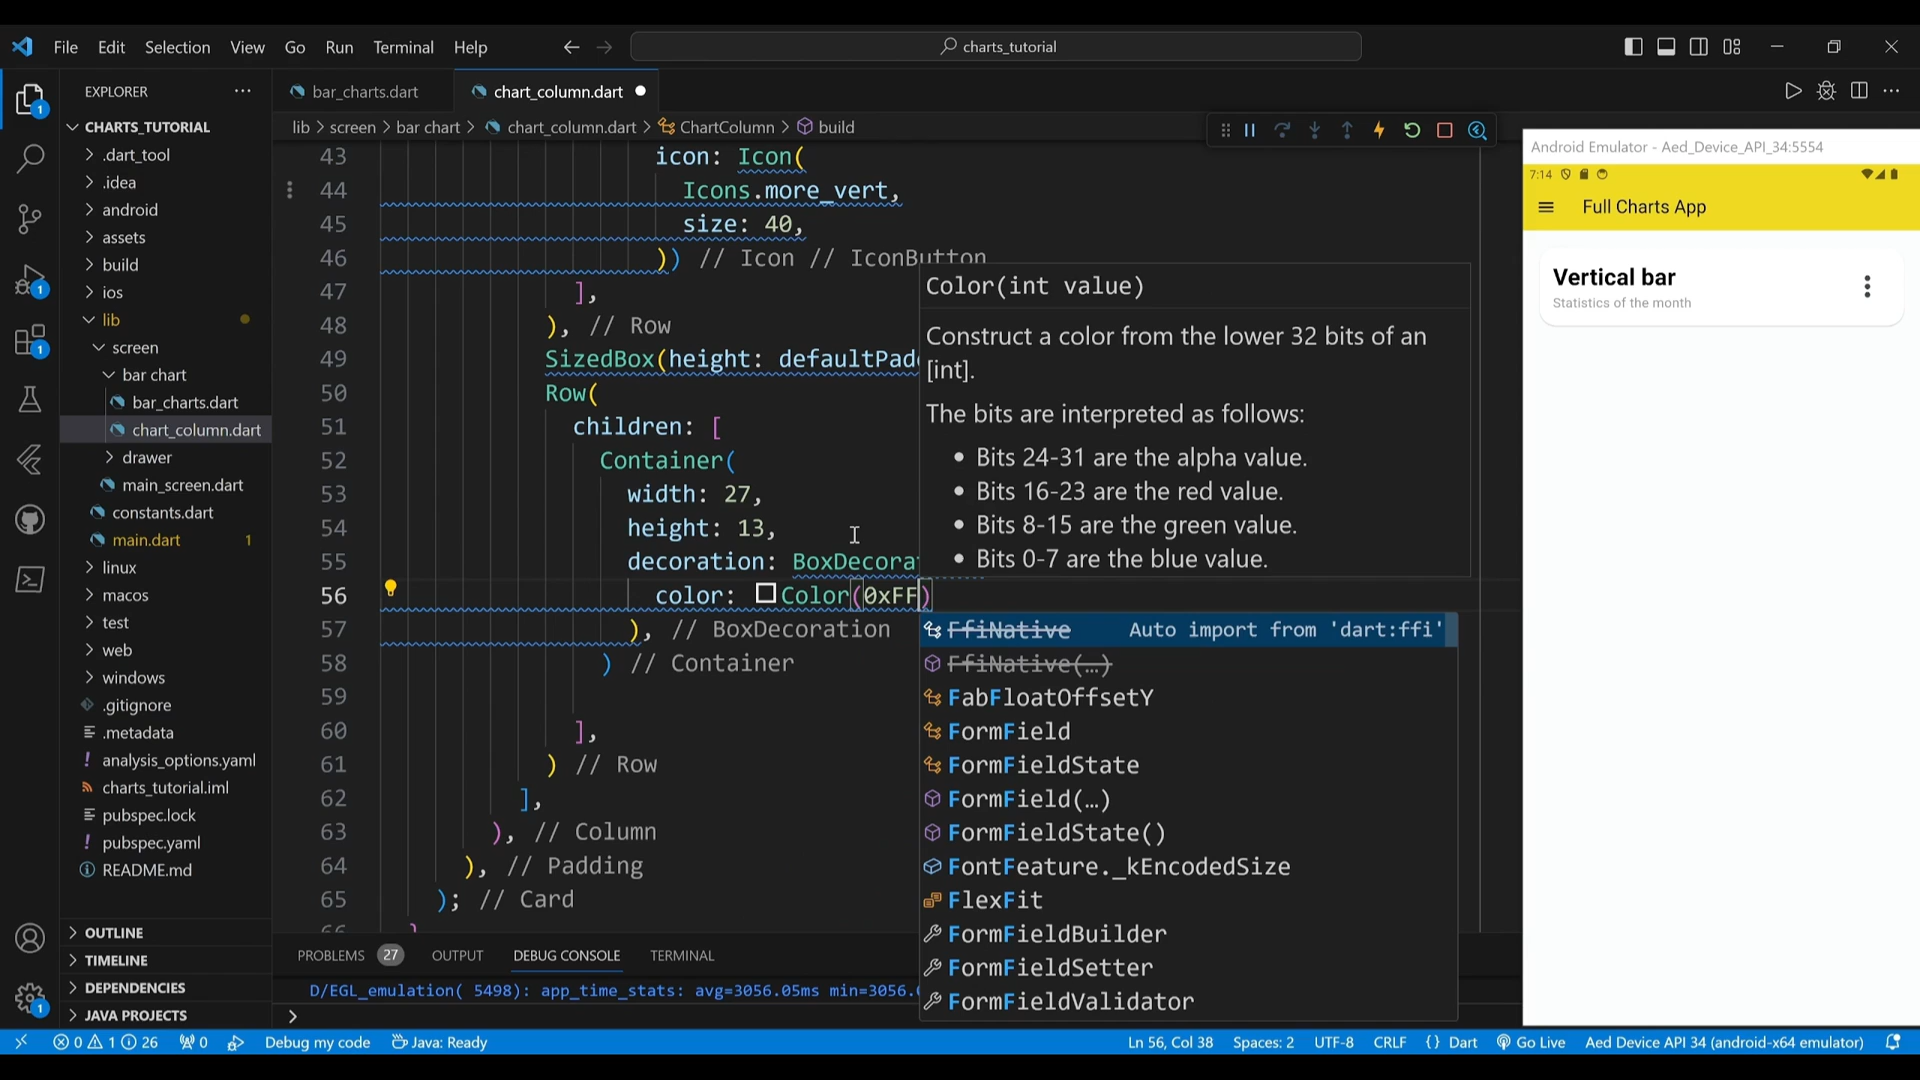 File Edit Selection View Go Run Terminal Help
charts_tutorial
EXPLORER
CHARTS_TUTORIAL
.dart_tool
.idea
android
assets
build
ios
lib
screen
bar chart
bar_charts.dart
chart_column.dart
drawer
main_screen.dart
constants.dart
main.dart 1
linux
macos
test
web
windows
.gitignore
.metadata
analysis_options.yaml
charts_tutorial.iml
pubspec.lock
pubspec.yaml
README.md
OUTLINE
TIMELINE
DEPENDENCIES
JAVA PROJECTS
1
1
1
1
bar_charts.dart
chart_column.dart
lib > screen > bar chart > chart_column.dart > ChartColumn > build
43 icon: Icon(
44 Icons.more_vert,
45 size: 40,
46 )) // Icon // IconButton
47 ],
48 ), // Row
49 SizedBox(height: defaultPad
50 Row(
51 children: [
52 Container(
53 width: 27,
54 height: 13,
55 decoration: BoxDecora
56 color: Color(0xFF)
57 ), // BoxDecoration
58 ) // Container
59
60 ],
61 ) // Row
62 ],
63 ), // Column
64 ), // Padding
65 ); // Card
66 }
Color(int value)
Construct a color from the lower 32 bits of an
[int].
The bits are interpreted as follows:
• Bits 24-31 are the alpha value.
• Bits 16-23 are the red value.
• Bits 8-15 are the green value.
• Bits 0-7 are the blue value.
FfiNative Auto import from 'dart:ffi'
FfiNative(…)
FabFloatOffsetY
FormField
FormFieldState
FormField(…)
FormFieldState()
FontFeature._kEncodedSize
FlexFit
FormFieldBuilder
FormFieldSetter
FormFieldValidator
PROBLEMS 27 OUTPUT DEBUG CONSOLE TERMINAL
D/EGL_emulation( 5498): app_time_stats: avg=3056.05ms min=3056.
>
Android Emulator - Aed_Device_API_34:5554
7:14
Full Charts App
Vertical bar
Statistics of the month
0 1 26 0 Debug my code Java: Ready
Ln 56, Col 38 Spaces: 2 UTF-8 CRLF {} Dart Go Live Aed Device API 34 (android-x64 emulator)